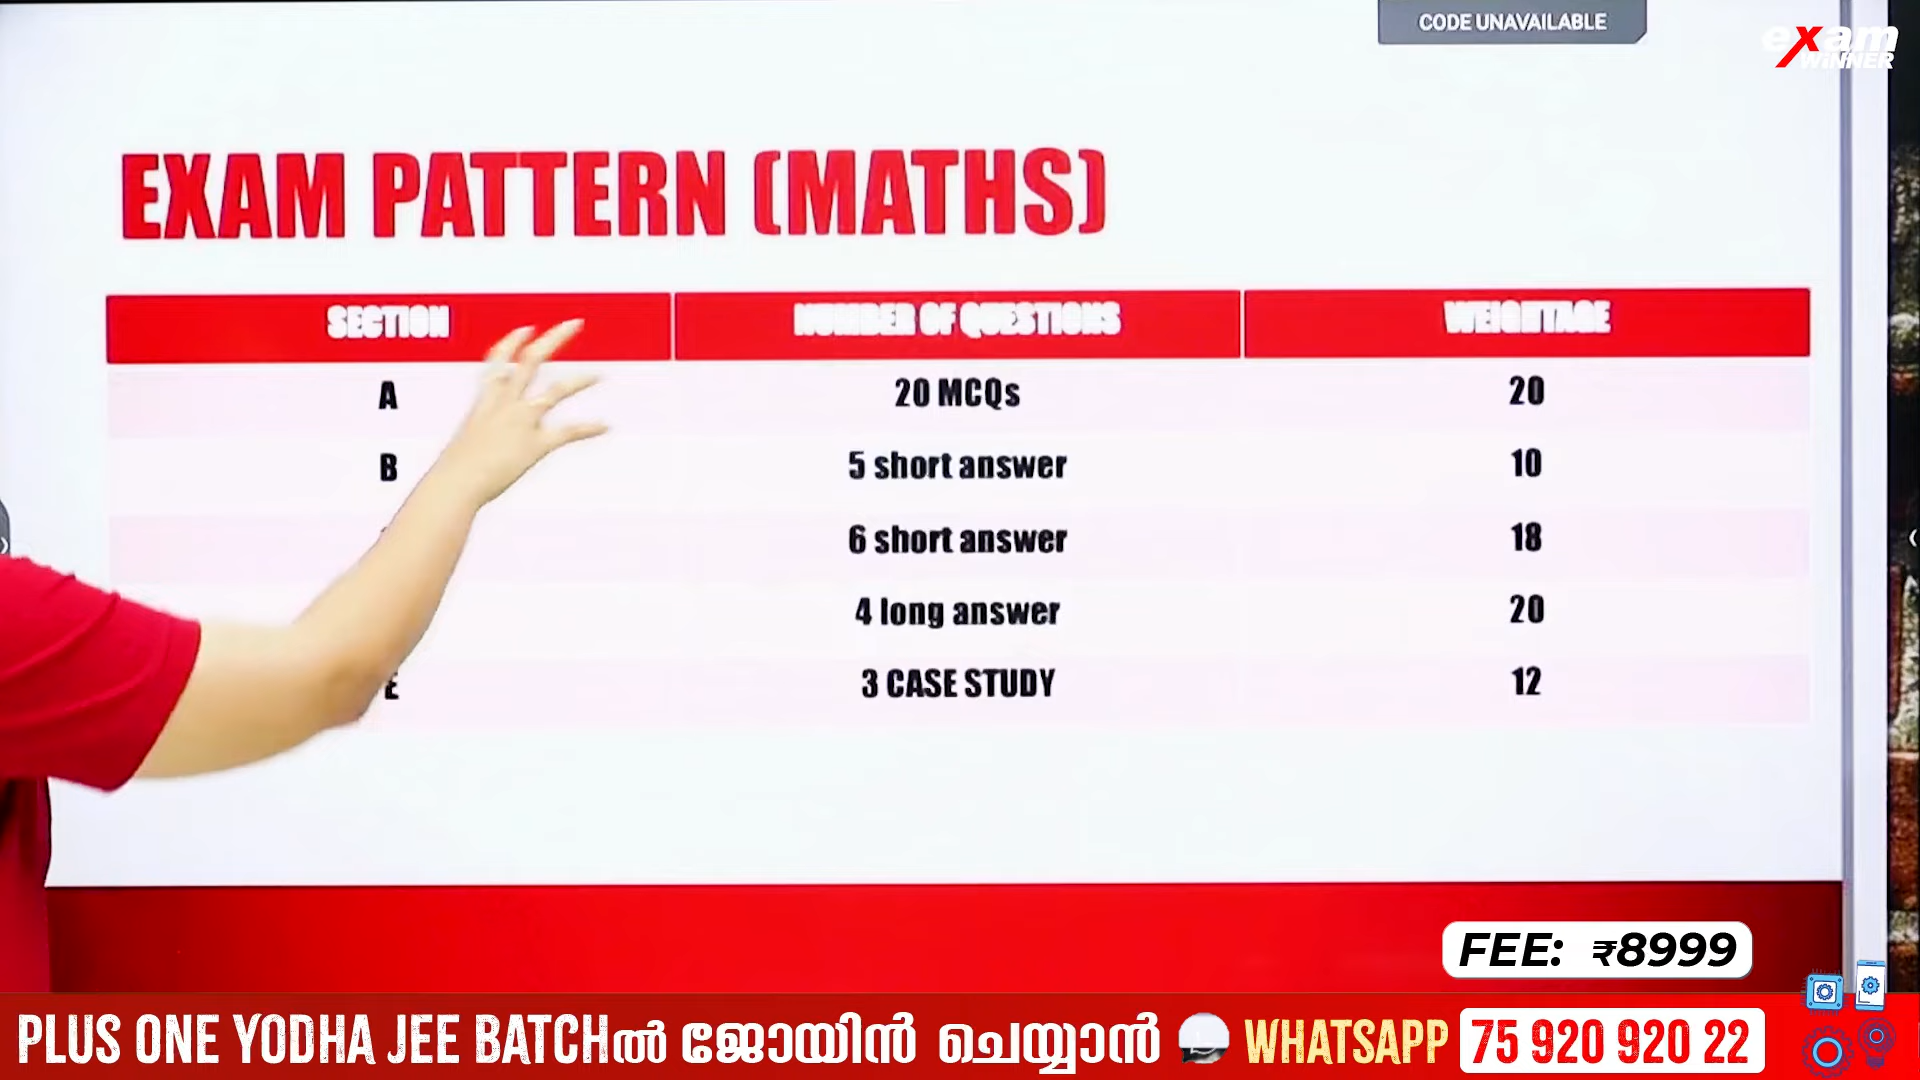 CODE UNAVAILABLE
exam
WINNER
EXAM PATTERN (MATHS)
SECTION NUMBER OF QUESTIONS WEIGHTAGE
A 20 MCQs 20
B 5 short answer 10
6 short answer 18
4 long answer 20
E 3 CASE STUDY 12
FEE: ₹8999
PLUS ONE YODHA JEE BATCHൽ ജോയിൻ ചെയ്യാൻ WHATSAPP 75 920 920 22